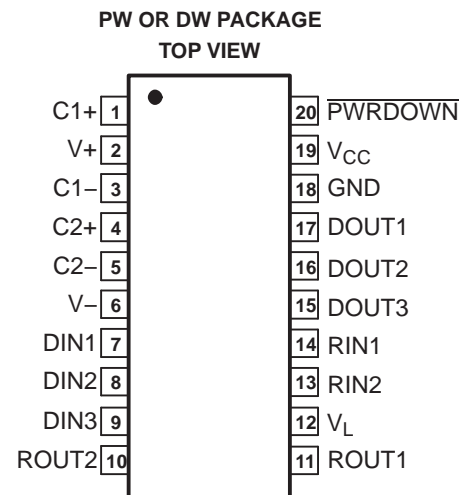 PW OR DW PACKAGE
TOP VIEW
C1+ 1 20 PWRDOWN
V+ 2 19 VCC
C1− 3 18 GND
C2+ 4 17 DOUT1
C2− 5 16 DOUT2
V− 6 15 DOUT3
DIN1 7 14 RIN1
DIN2 8 13 RIN2
DIN3 9 12 VL
ROUT2 10 11 ROUT1